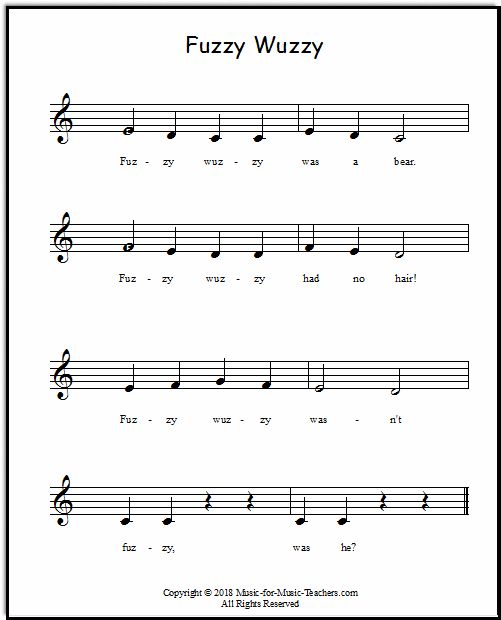 Fuzzy Wuzzy
Fuz - zy wuz - zy was a bear.
Fuz - zy wuz - zy had no hair!
Fuz - zy wuz - zy was - n't
fuz - zy, was he?
Copyright © 2018 Music-for-Music-Teachers.com
All Rights Reserved